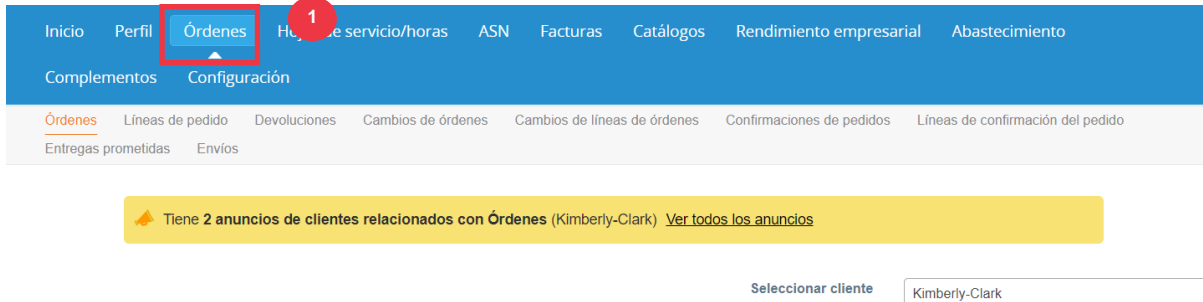 Inicio Perfil Órdenes de servicio/horas ASN Facturas Catálogos Rendimiento empresarial Abastecimiento
1
Complementos Configuración
Órdenes Líneas de pedido Devoluciones Cambios de órdenes Cambios de líneas de órdenes Confirmaciones de pedidos Líneas de confirmación del pedido
Entregas prometidas Envíos
Tiene 2 anuncios de clientes relacionados con Órdenes (Kimberly-Clark) Ver todos los anuncios
Seleccionar cliente Kimberly-Clark